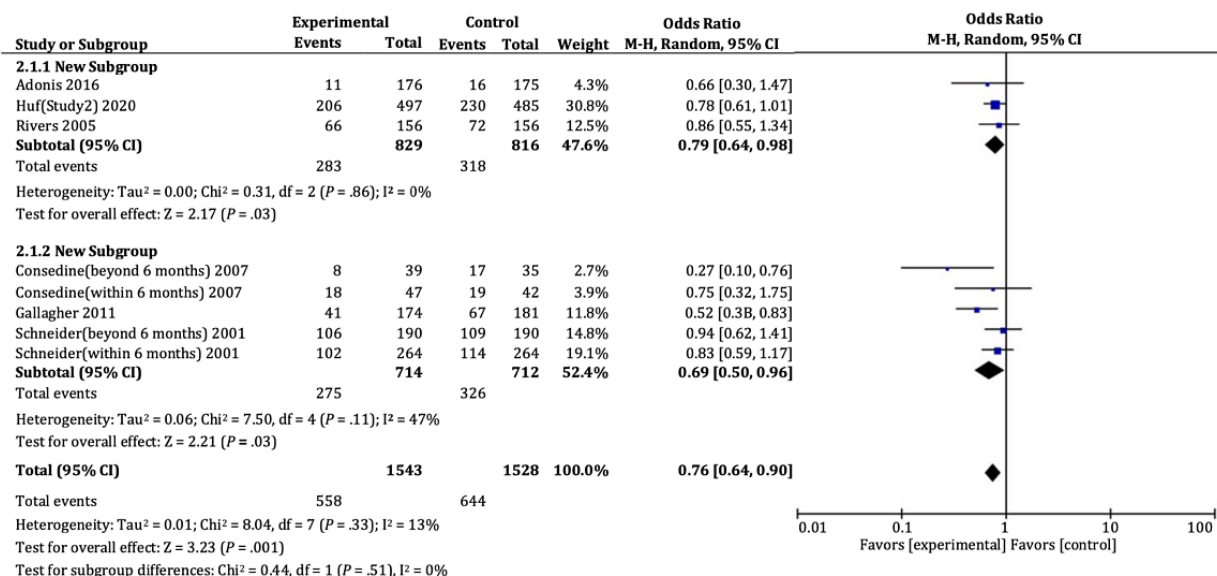 Experimental Control Odds Ratio Odds Ratio
Study or Subgroup Events Total Events Total Weight M-H, Random, 95% CI M-H, Random, 95% CI
2.1.1 New Subgroup
Adonis 2016 11 176 16 175 4.3% 0.66 [0.30, 1.47]
Huf(Study2) 2020 206 497 230 485 30.8% 0.78 [0.61, 1.01]
Rivers 2005 66 156 72 156 12.5% 0.86 [0.55, 1.34]
Subtotal (95% CI) 829 816 47.6% 0.79 [0.64, 0.98]
Total events 283 318
Heterogeneity: Tau² = 0.00; Chi² = 0.31, df = 2 (P = .86); I² = 0%
Test for overall effect: Z = 2.17 (P = .03)
2.1.2 New Subgroup
Consedine(beyond 6 months) 2007 8 39 17 35 2.7% 0.27 [0.10, 0.76]
Consedine(within 6 months) 2007 18 47 19 42 3.9% 0.75 [0.32, 1.75]
Gallagher 2011 41 174 67 181 11.8% 0.52 [0.3B, 0.83]
Schneider(beyond 6 months) 2001 106 190 109 190 14.8% 0.94 [0.62, 1.41]
Schneider(within 6 months) 2001 102 264 114 264 19.1% 0.83 [0.59, 1.17]
Subtotal (95% CI) 714 712 52.4% 0.69 [0.50, 0.96]
Total events 275 326
Heterogeneity: Tau² = 0.06; Chi² = 7.50, df = 4 (P = .11); I² = 47%
Test for overall effect: Z = 2.21 (P = .03)
Total (95% CI) 1543 1528 100.0% 0.76 [0.64, 0.90]
Total events 558 644
Heterogeneity: Tau² = 0.01; Chi² = 8.04, df = 7 (P = .33); I² = 13%
Test for overall effect: Z = 3.23 (P = .001)
Test for subgroup differences: Chi² = 0.44, df = 1 (P = .51), I² = 0%
0.01 0.1 1 10 100
Favors [experimental] Favors [control]